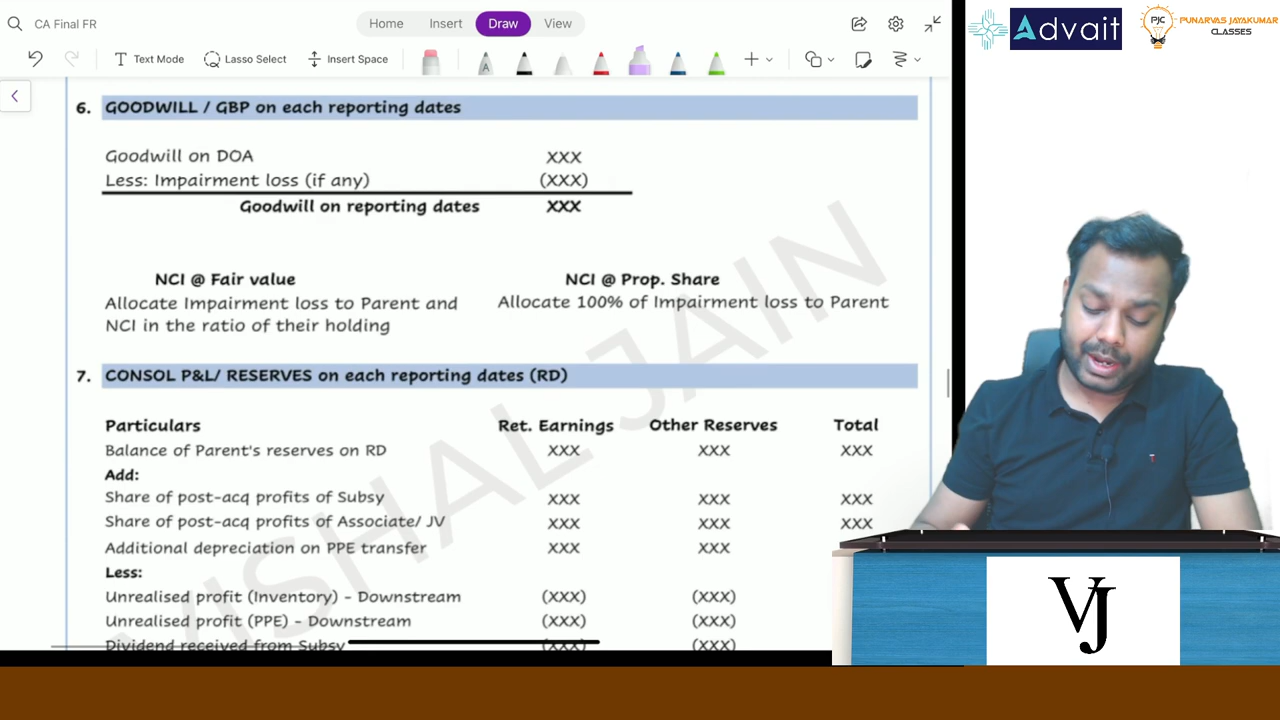 CA Final FR
Home Insert Draw View
Text Mode Lasso Select Insert Space
Advait
PJC PUNARVAS JAYAKUMAR
CLASSES
6. GOODWILL / GBP on each reporting dates
Goodwill on DOA XXX
Less: Impairment loss (if any) (XXX)
Goodwill on reporting dates XXX
NCI @ Fair value NCI @ Prop. Share
Allocate Impairment loss to Parent and Allocate 100% of Impairment loss to Parent
NCI in the ratio of their holding
7. CONSOL P&L/ RESERVES on each reporting dates (RD)
Particulars Ret. Earnings Other Reserves Total
Balance of Parent's reserves on RD XXX XXX XXX
Add:
Share of post-acq profits of Subsy XXX XXX XXX
Share of post-acq profits of Associate/ JV XXX XXX XXX
Additional depreciation on PPE transfer XXX XXX
Less:
Unrealised profit (Inventory) - Downstream (XXX) (XXX)
Unrealised profit (PPE) - Downstream (XXX) (XXX)
Dividend received from Subsy (XXX) (XXX)
VISHAL JAIN
VJ